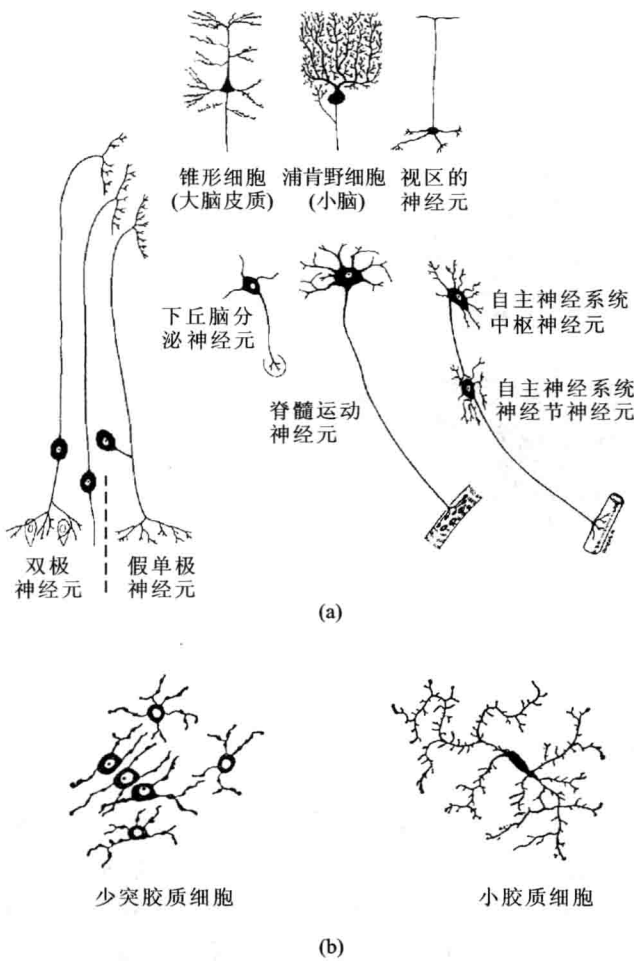 锥形细胞
(大脑皮质)
浦肯野细胞
(小脑)
视区的
神经元
下丘脑分
泌神经元
脊髓运动
神经元
自主神经系统
中枢神经元
自主神经系统
神经节神经元
双极
神经元
假单极
神经元
(a)
少突胶质细胞
小胶质细胞
(b)